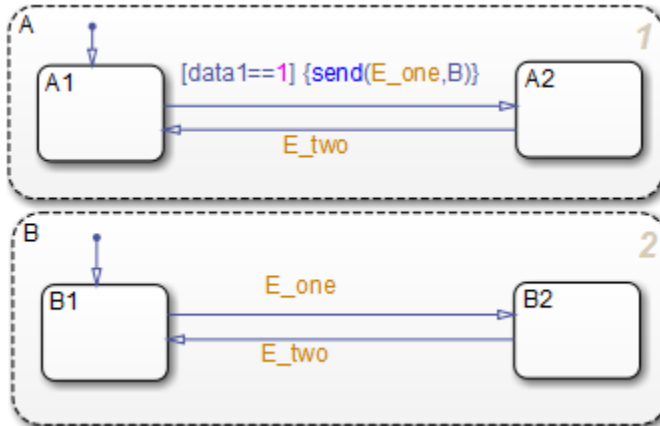 A
1
[data1==1] {send(E_one,B)}
A1
A2
E_two
B
2
E_one
B1
B2
E_two